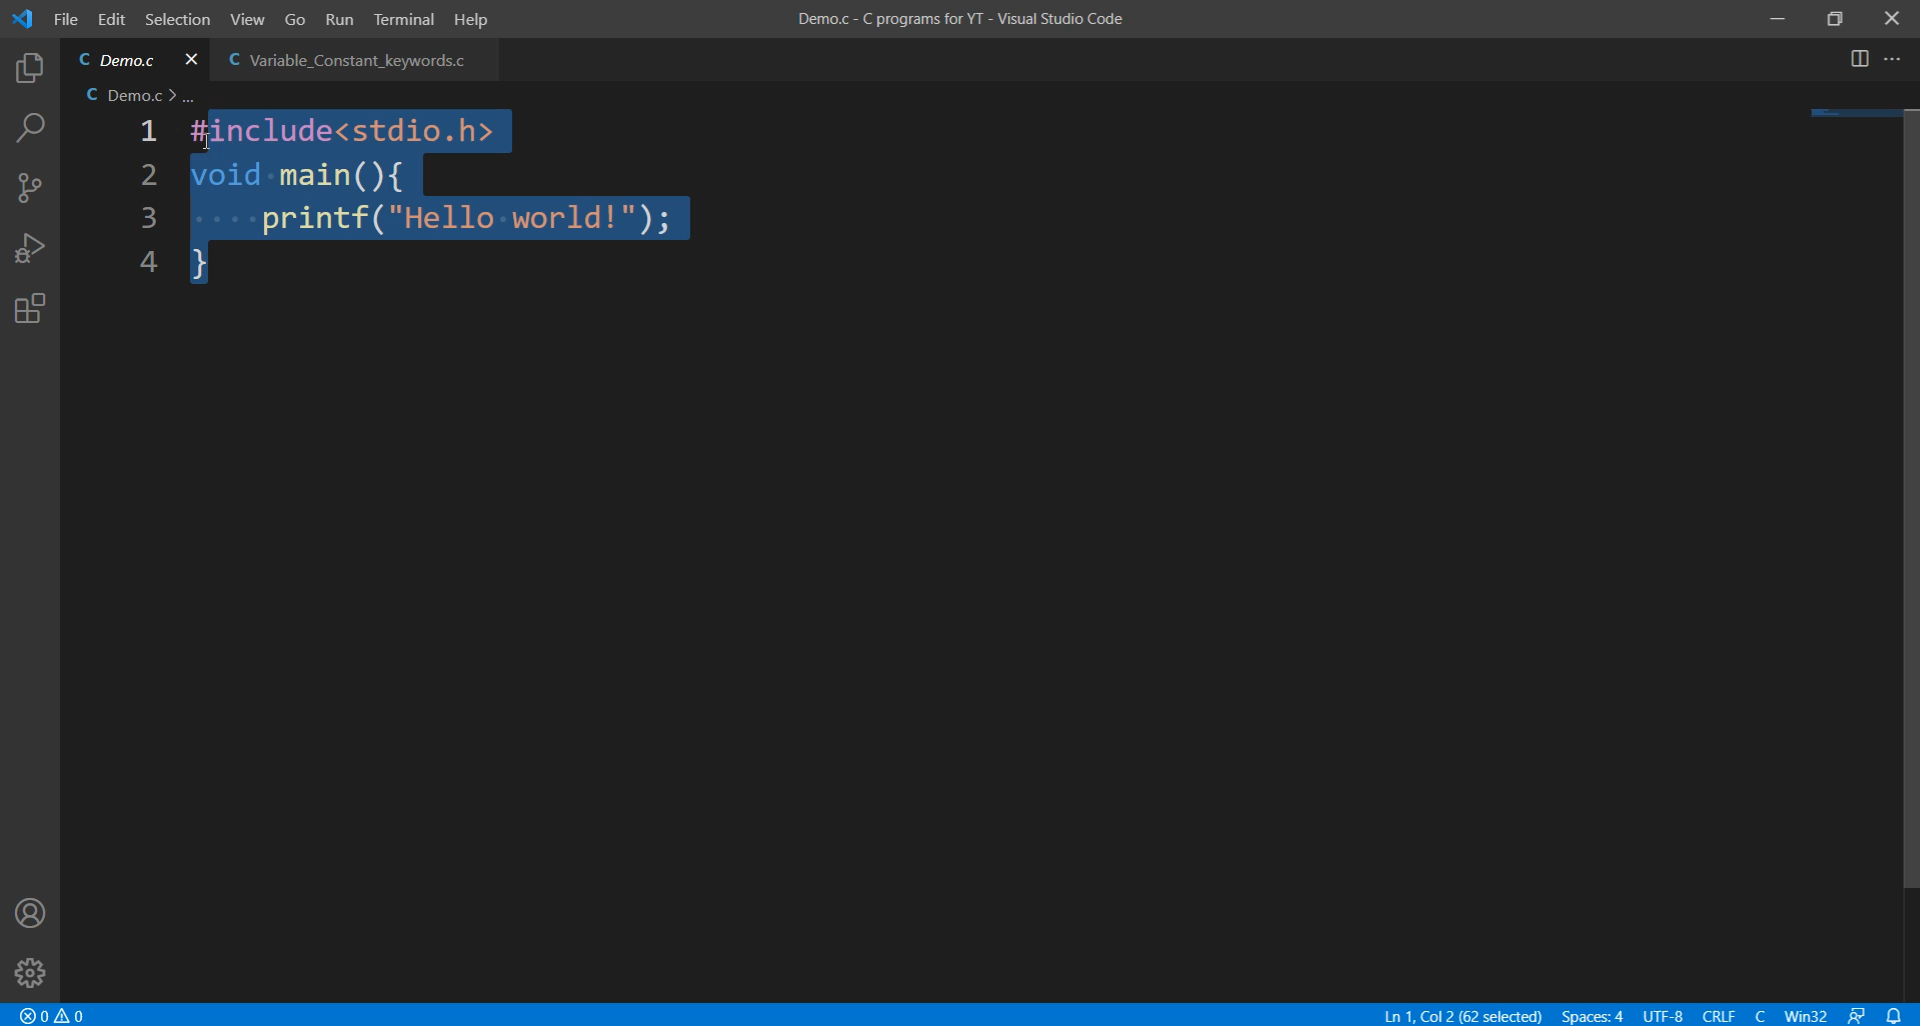 File Edit Selection View Go Run Terminal Help
Demo.c - C programs for YT - Visual Studio Code
C Demo.c
C Variable_Constant_keywords.c
C Demo.c > ...
1 #include<stdio.h>
2 void main(){
3 printf("Hello world!");
4 }
0 0
Ln 1, Col 2 (62 selected) Spaces: 4 UTF-8 CRLF C Win32